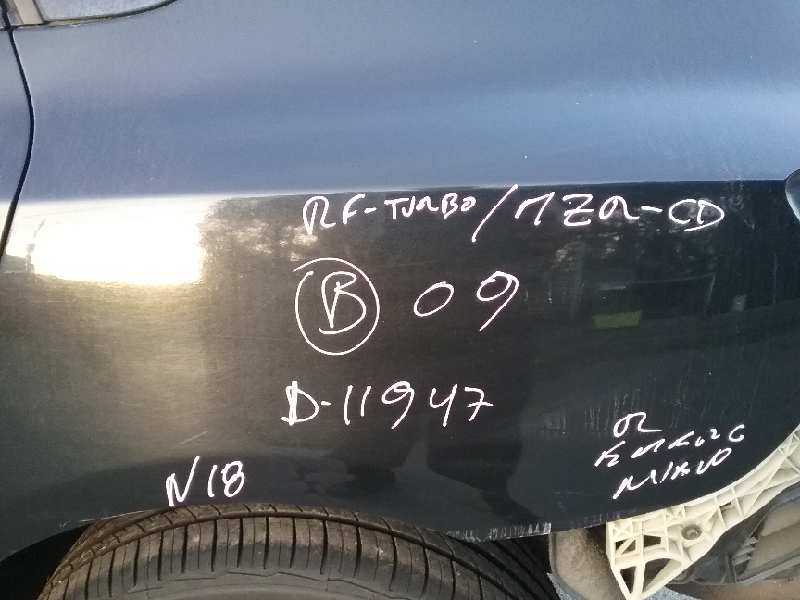 RF-TURBO/MZR-CD
B 09
D-11947
N18